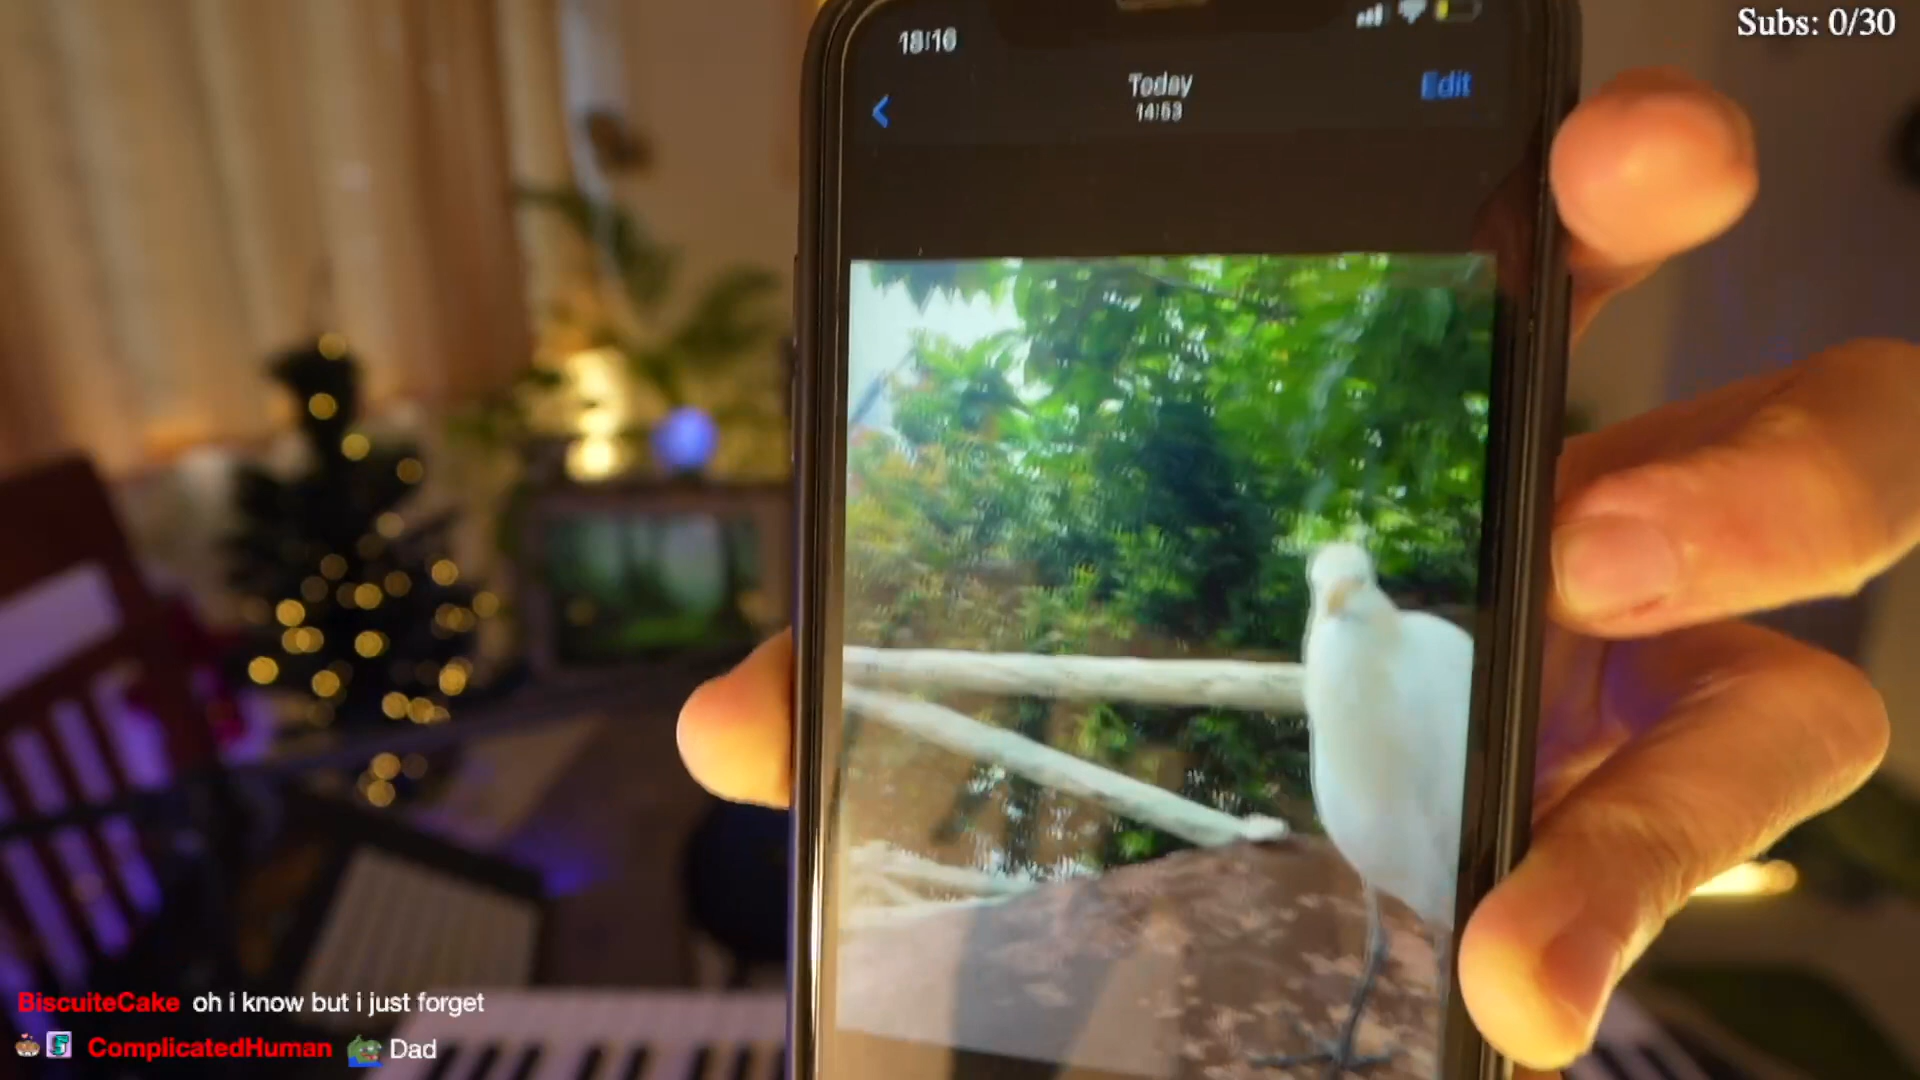 Subs: 0/30
18:16
Today
14:53
Edit
BiscuiteCake oh i know but i just forget
ComplicatedHuman Dad